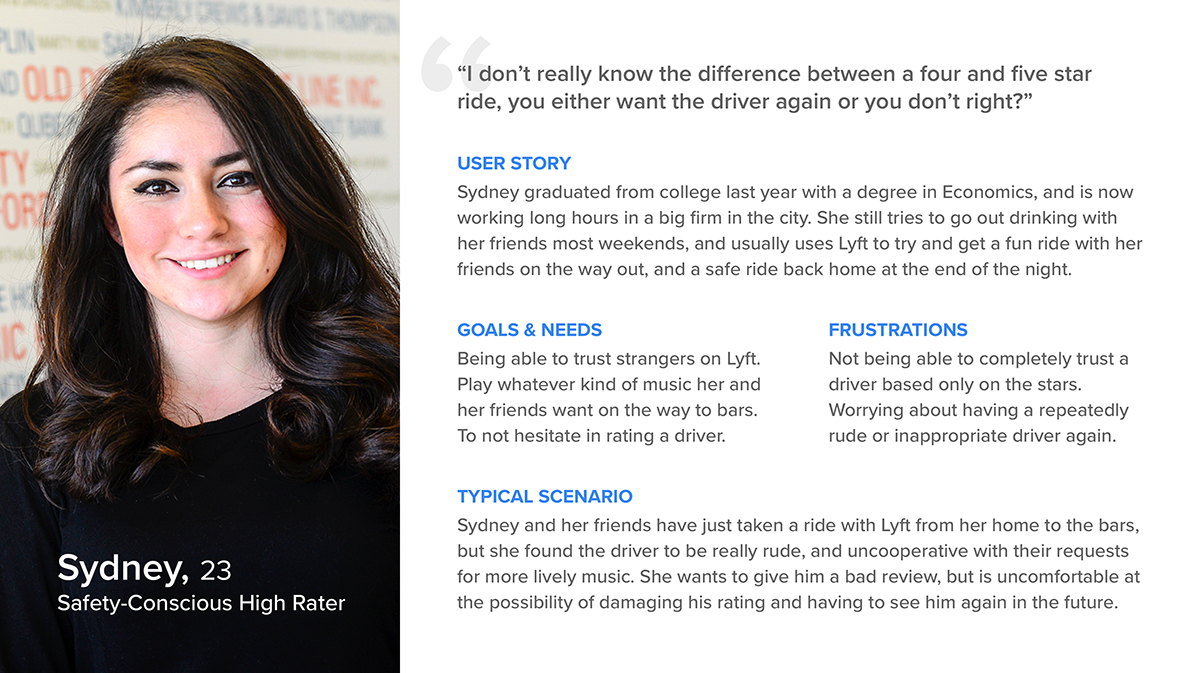 KIMBERLY CREWS & DAVID S. THOMPSON
PLIN
OLD D
LINE INC.
BANK
TY
FORE
“I don’t really know the difference between a four and five star
ride, you either want the driver again or you don’t right?”
USER STORY
Sydney graduated from college last year with a degree in Economics, and is now
working long hours in a big firm in the city. She still tries to go out drinking with
her friends most weekends, and usually uses Lyft to try and get a fun ride with her
friends on the way out, and a safe ride back home at the end of the night.
GOALS & NEEDS
Being able to trust strangers on Lyft.
Play whatever kind of music her and
her friends want on the way to bars.
To not hesitate in rating a driver.
FRUSTRATIONS
Not being able to completely trust a
driver based only on the stars.
Worrying about having a repeatedly
rude or inappropriate driver again.
TYPICAL SCENARIO
Sydney and her friends have just taken a ride with Lyft from her home to the bars,
but she found the driver to be really rude, and uncooperative with their requests
for more lively music. She wants to give him a bad review, but is uncomfortable at
the possibility of damaging his rating and having to see him again in the future.
Sydney, 23
Safety-Conscious High Rater